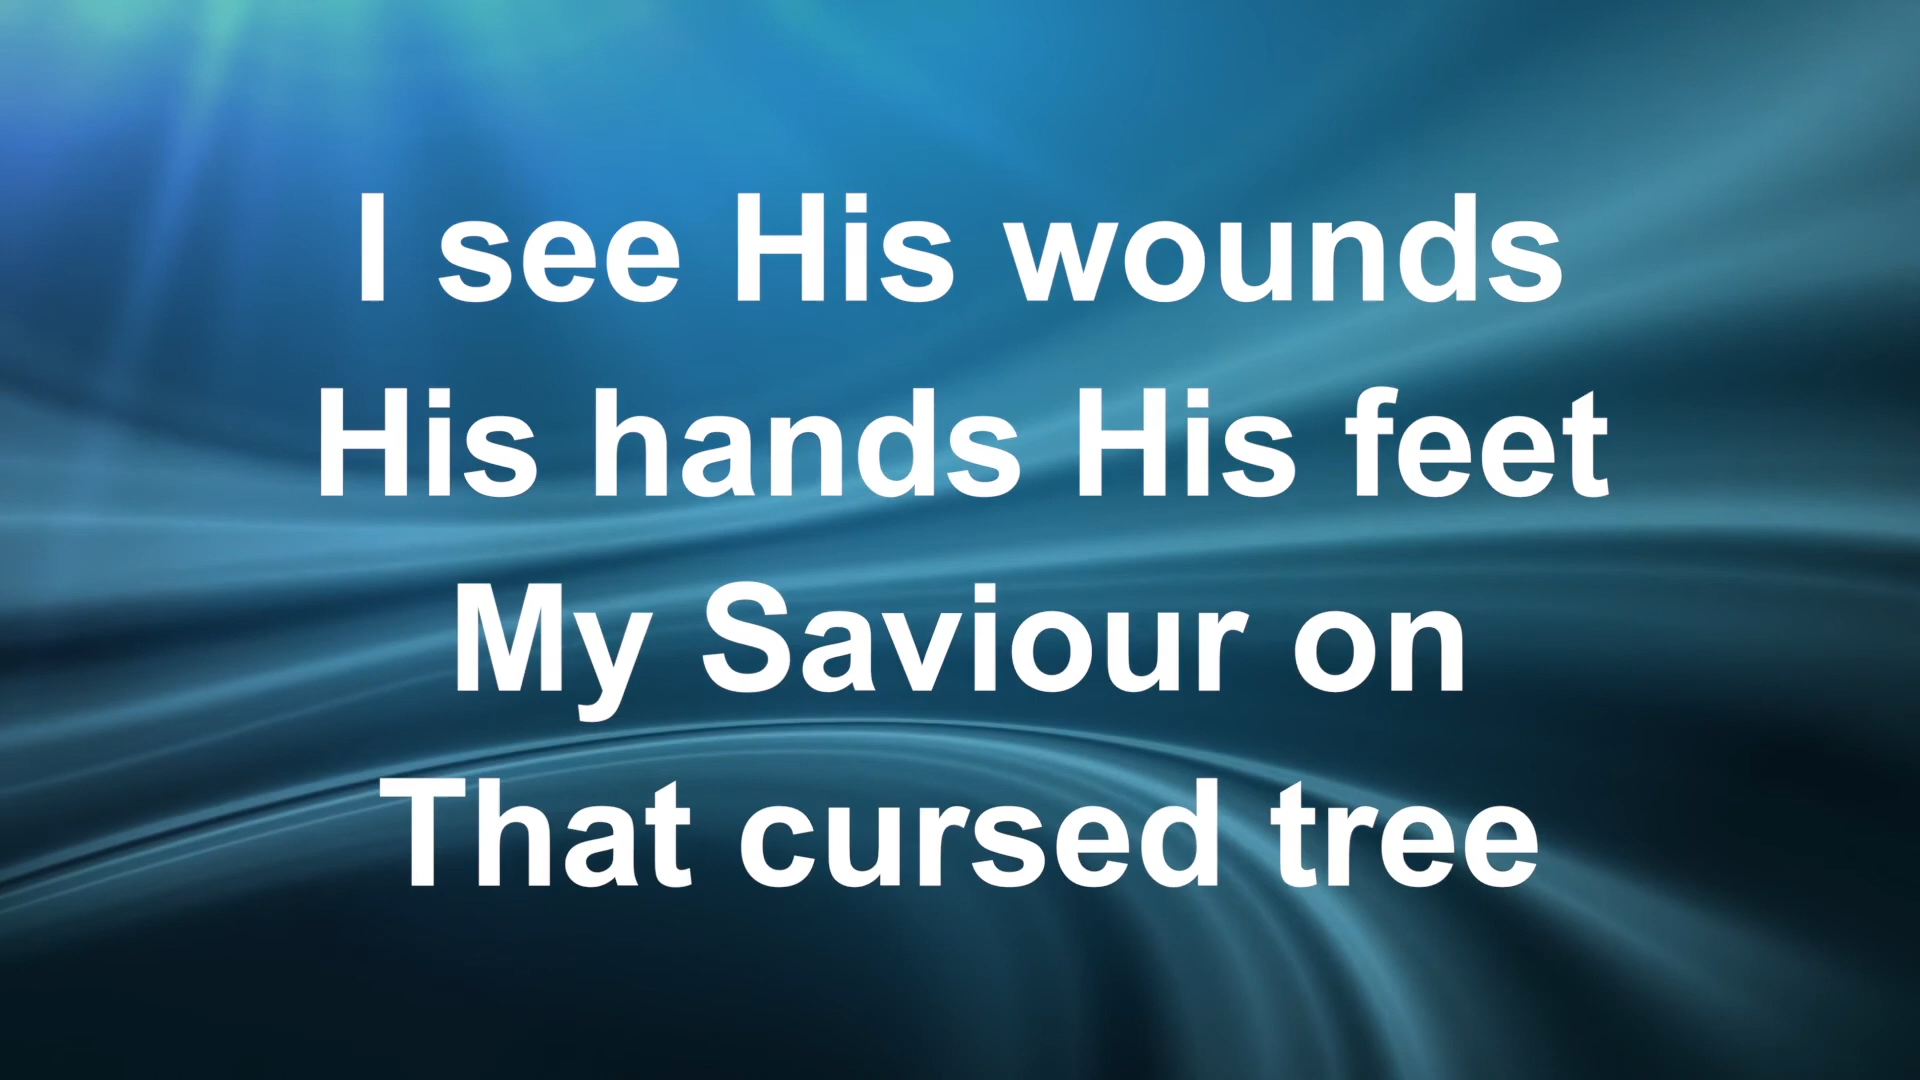 I see His wounds
His hands His feet
My Saviour on
That cursed tree